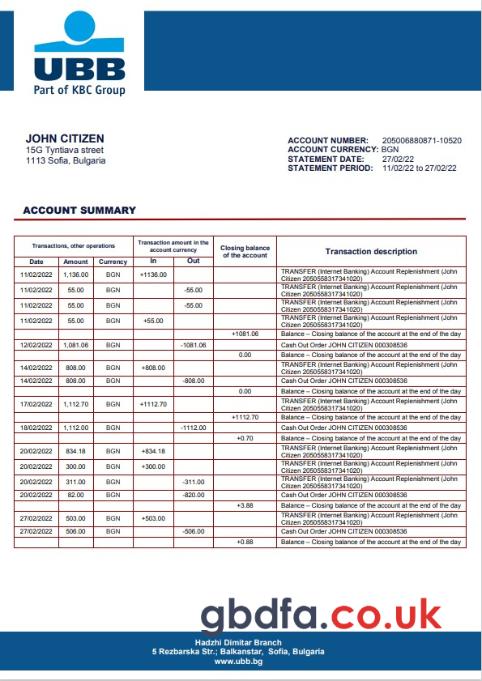 UBB
Part of KBC Group
JOHN CITIZEN
15G Tyntiava street
1113 Sofia, Bulgaria
ACCOUNT NUMBER: 205006880871-10520
ACCOUNT CURRENCY: BGN
STATEMENT DATE: 27/02/22
STATEMENT PERIOD: 11/02/22 to 27/02/22
ACCOUNT SUMMARY
Transactions, other operations
Transaction amount in the
account currency
Closing balance
of the account
Transaction description
Date Amount Currency In Out
11/02/2022 1,136.00 BGN +1136.00 TRANSFER (Internet Banking) Account Replenishment (John
Citizen 2050558317341020)
11/02/2022 55.00 BGN -55.00 TRANSFER (Internet Banking) Account Replenishment (John
Citizen 2050558317341020)
11/02/2022 55.00 BGN -55.00 TRANSFER (Internet Banking) Account Replenishment (John
Citizen 2050558317341020)
11/02/2022 55.00 BGN +55.00 TRANSFER (Internet Banking) Account Replenishment (John
Citizen 2050558317341020)
+1081.06 Balance – Closing balance of the account at the end of the day
12/02/2022 1,081.06 BGN -1081.06 Cash Out Order JOHN CITIZEN 000308536
0.00 Balance – Closing balance of the account at the end of the day
14/02/2022 808.00 BGN +808.00 TRANSFER (Internet Banking) Account Replenishment (John
Citizen 2050558317341020)
14/02/2022 808.00 BGN -808.00 Cash Out Order JOHN CITIZEN 000308536
0.00 Balance – Closing balance of the account at the end of the day
17/02/2022 1,112.70 BGN +1112.70 TRANSFER (Internet Banking) Account Replenishment (John
Citizen 2050558317341020)
+1112.70 Balance – Closing balance of the account at the end of the day
18/02/2022 1,112.00 BGN -1112.00 Cash Out Order JOHN CITIZEN 000308536
+0.70 Balance – Closing balance of the account at the end of the day
20/02/2022 834.18 BGN +834.18 TRANSFER (Internet Banking) Account Replenishment (John
Citizen 2050558317341020)
20/02/2022 300.00 BGN +300.00 TRANSFER (Internet Banking) Account Replenishment (John
Citizen 2050558317341020)
20/02/2022 311.00 BGN -311.00 TRANSFER (Internet Banking) Account Replenishment (John
Citizen 2050558317341020)
20/02/2022 82.00 BGN -820.00 Cash Out Order JOHN CITIZEN 000308536
+3.88 Balance – Closing balance of the account at the end of the day
27/02/2022 503.00 BGN +503.00 TRANSFER (Internet Banking) Account Replenishment (John
Citizen 2050558317341020)
27/02/2022 506.00 BGN -506.00 Cash Out Order JOHN CITIZEN 000308536
+0.88 Balance – Closing balance of the account at the end of the day
gbdfa.co.uk
Hadzhi Dimitar Branch
5 Rezbarska Str.; Balkanstar, Sofia, Bulgaria
www.ubb.bg